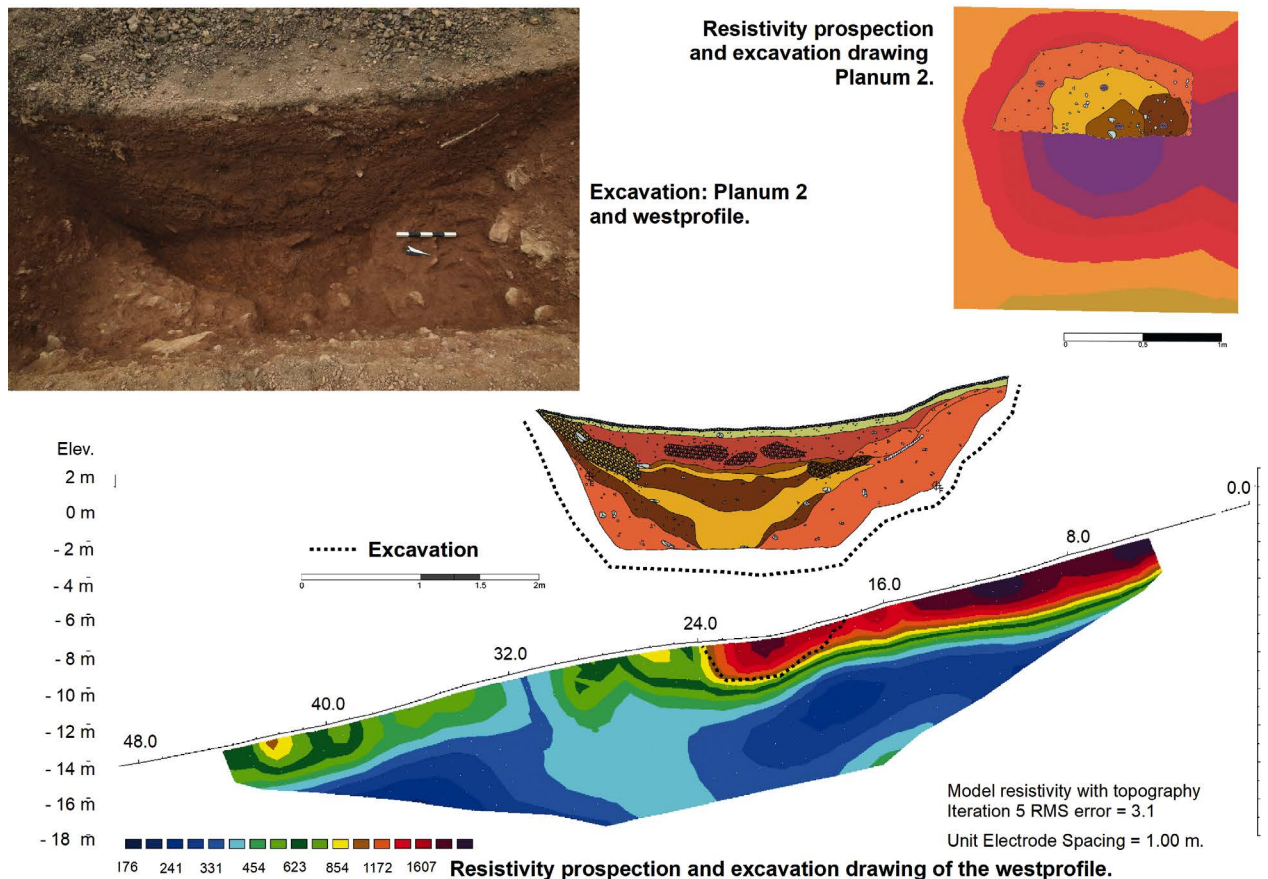 Resistivity prospection
and excavation drawing
Planum 2.
Excavation: Planum 2
and westprofile.
0 0,5 1m
Elev.
2 m
0 m
- 2 m
- 4 m
- 6 m
- 8 m
- 10 m
- 12 m
- 14 m
- 16 m
- 18 m
Excavation
0 1 1.5 2m
0.0
8.0
16.0
24.0
32.0
40.0
48.0
Model resistivity with topography
Iteration 5 RMS error = 3.1
Unit Electrode Spacing = 1.00 m.
176 241 331 454 623 854 1172 1607
Resistivity prospection and excavation drawing of the westprofile.